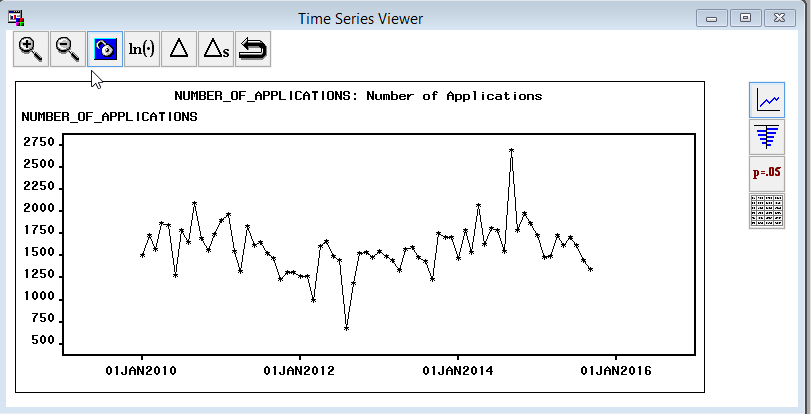 Time Series Viewer
ln(·)
Δ
Δs
NUMBER_OF_APPLICATIONS: Number of Applications
NUMBER_OF_APPLICATIONS
p=.05
2750
2500
2250
2000
1750
1500
1250
1000
750
500
01JAN2010 01JAN2012 01JAN2014 01JAN2016